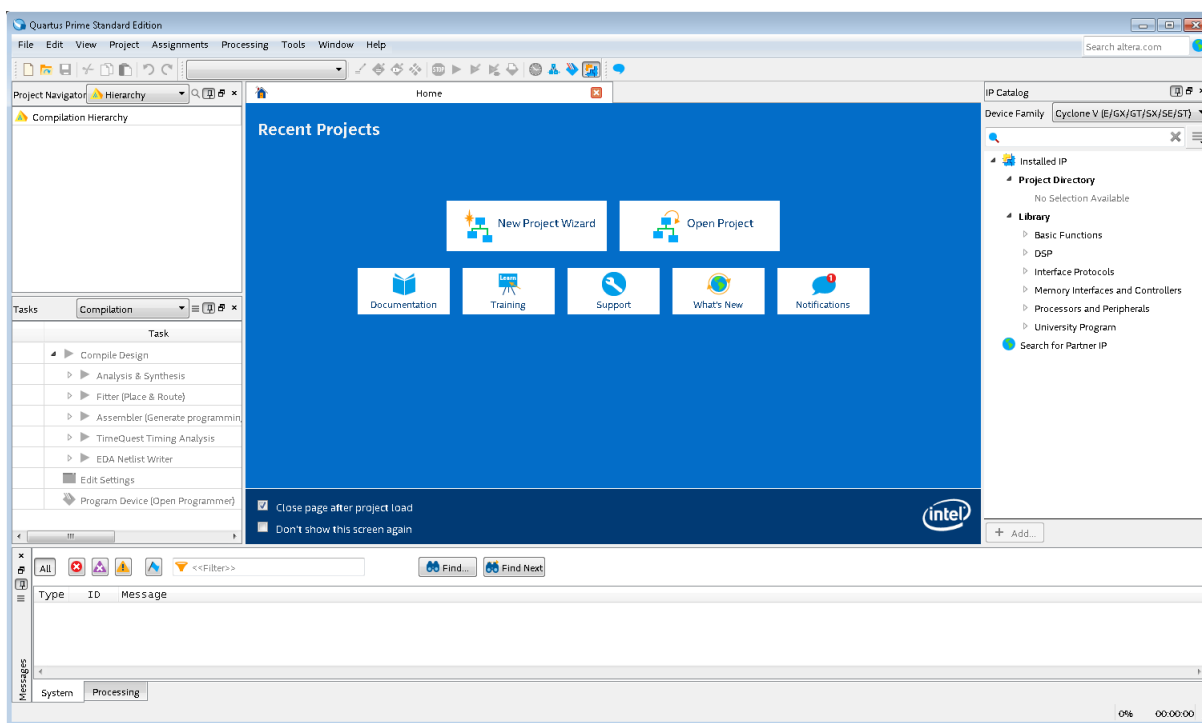 Quartus Prime Standard Edition
File Edit View Project Assignments Processing Tools Window Help
Search altera.com
Project Navigator Hierarchy
Home
IP Catalog
Compilation Hierarchy
Device Family Cyclone V (E/GX/GT/SX/SE/ST)
Recent Projects
Installed IP
Project Directory
No Selection Available
Library
Basic Functions
DSP
Interface Protocols
Memory Interfaces and Controllers
Processors and Peripherals
University Program
Search for Partner IP
New Project Wizard
Open Project
Learn
1
Documentation
Training
Support
What's New
Notifications
Tasks Compilation
Task
Compile Design
Analysis & Synthesis
Fitter (Place & Route)
Assembler (Generate programmin
TimeQuest Timing Analysis
EDA Netlist Writer
Edit Settings
Program Device (Open Programmer)
Close page after project load
Don't show this screen again
intel
+ Add...
All
<<Filter>>
Find...
Find Next
Type ID Message
Messages
System Processing
0% 00:00:00